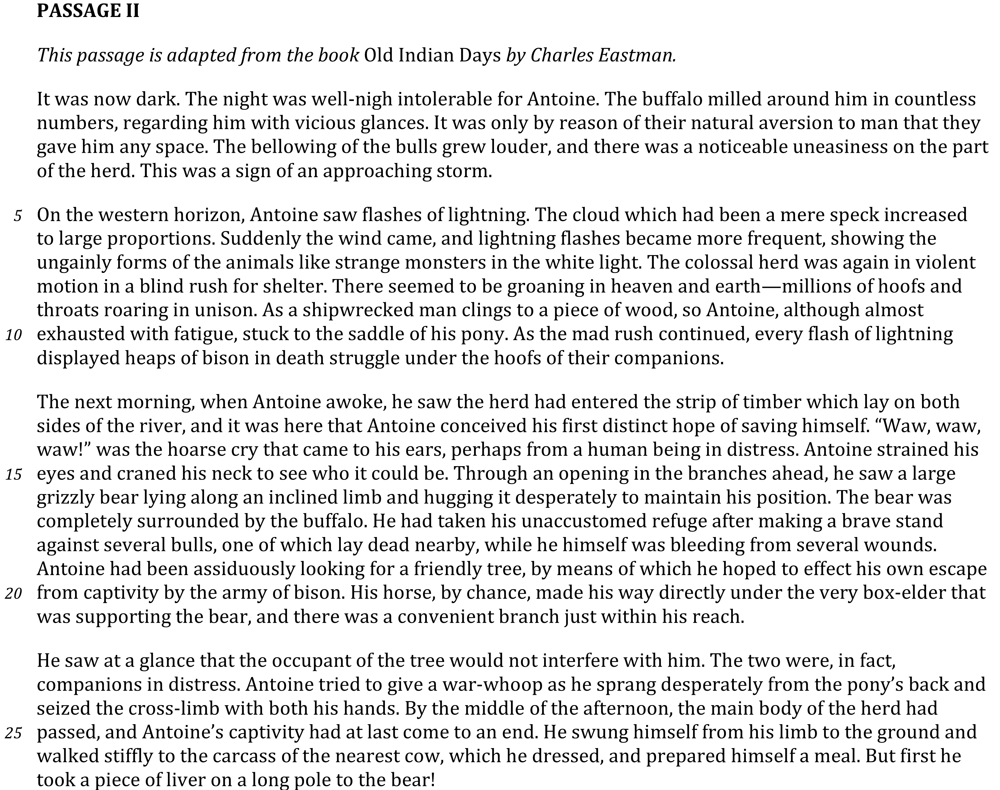 PASSAGE II
This passage is adapted from the book Old Indian Days by Charles Eastman.
It was now dark. The night was well-nigh intolerable for Antoine. The buffalo milled around him in countless
numbers, regarding him with vicious glances. It was only by reason of their natural aversion to man that they
gave him any space. The bellowing of the bulls grew louder, and there was a noticeable uneasiness on the part
of the herd. This was a sign of an approaching storm.
5 On the western horizon, Antoine saw flashes of lightning. The cloud which had been a mere speck increased
to large proportions. Suddenly the wind came, and lightning flashes became more frequent, showing the
ungainly forms of the animals like strange monsters in the white light. The colossal herd was again in violent
motion in a blind rush for shelter. There seemed to be groaning in heaven and earth—millions of hoofs and
throats roaring in unison. As a shipwrecked man clings to a piece of wood, so Antoine, although almost
10 exhausted with fatigue, stuck to the saddle of his pony. As the mad rush continued, every flash of lightning
displayed heaps of bison in death struggle under the hoofs of their companions.
The next morning, when Antoine awoke, he saw the herd had entered the strip of timber which lay on both
sides of the river, and it was here that Antoine conceived his first distinct hope of saving himself. “Waw, waw,
waw!” was the hoarse cry that came to his ears, perhaps from a human being in distress. Antoine strained his
15 eyes and craned his neck to see who it could be. Through an opening in the branches ahead, he saw a large
grizzly bear lying along an inclined limb and hugging it desperately to maintain his position. The bear was
completely surrounded by the buffalo. He had taken his unaccustomed refuge after making a brave stand
against several bulls, one of which lay dead nearby, while he himself was bleeding from several wounds.
Antoine had been assiduously looking for a friendly tree, by means of which he hoped to effect his own escape
20 from captivity by the army of bison. His horse, by chance, made his way directly under the very box-elder that
was supporting the bear, and there was a convenient branch just within his reach.
He saw at a glance that the occupant of the tree would not interfere with him. The two were, in fact,
companions in distress. Antoine tried to give a war-whoop as he sprang desperately from the pony’s back and
seized the cross-limb with both his hands. By the middle of the afternoon, the main body of the herd had
25 passed, and Antoine’s captivity had at last come to an end. He swung himself from his limb to the ground and
walked stiffly to the carcass of the nearest cow, which he dressed, and prepared himself a meal. But first he
took a piece of liver on a long pole to the bear!